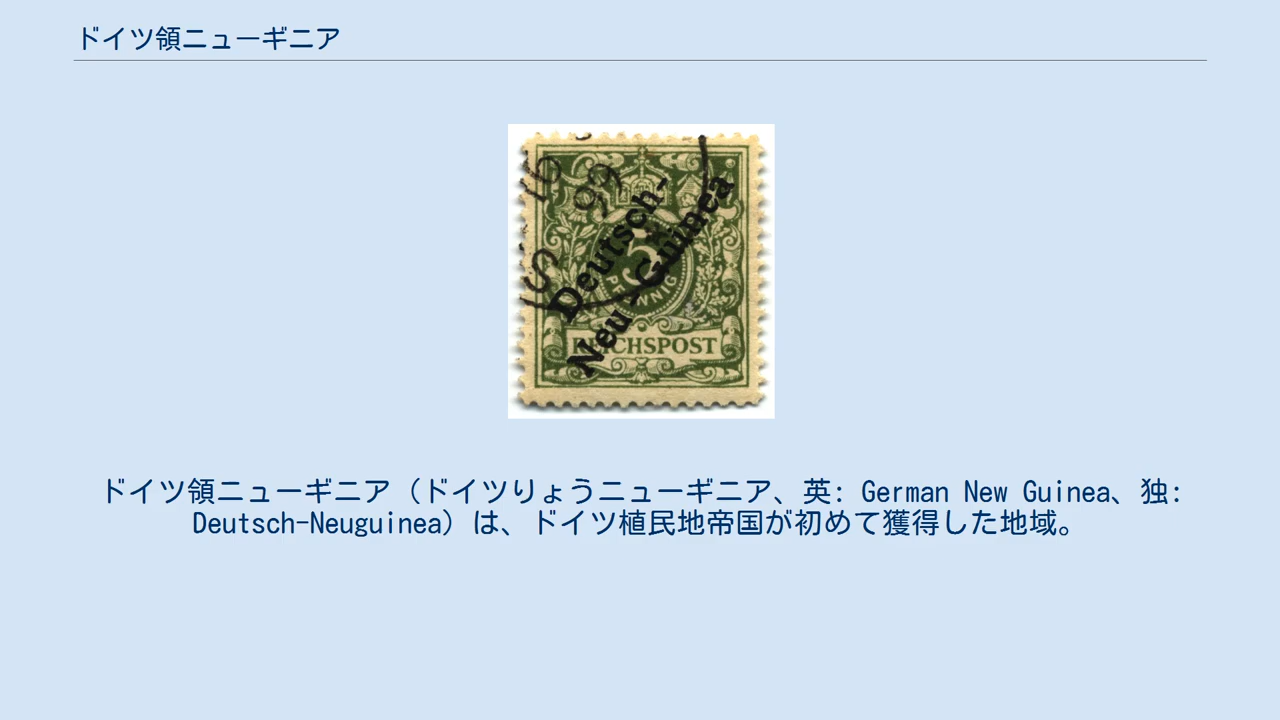 ドイツ領ニューギニア
16
99
Deutsch-
Neu-Guinea
5
PFENNIG
REICHSPOST
ドイツ領ニューギニア（ドイツりょうニューギニア、英: German New Guinea、独:
Deutsch-Neuguinea）は、ドイツ植民地帝国が初めて獲得した地域。